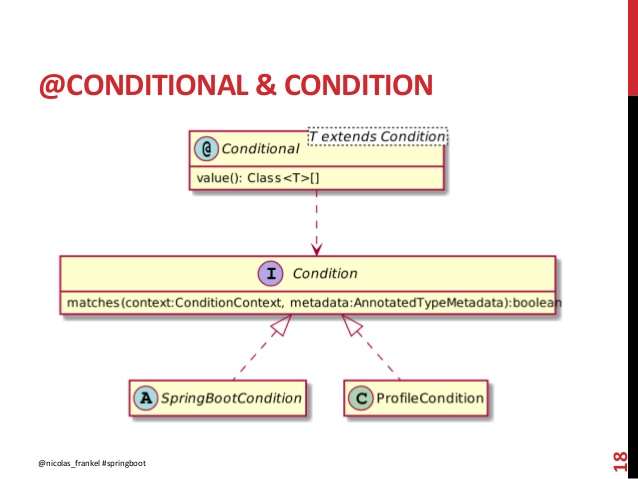 @CONDITIONAL & CONDITION
T extends Condition
@ Conditional
value(): Class<T>[]
I Condition
matches(context:ConditionContext, metadata:AnnotatedTypeMetadata):boolean
A SpringBootCondition
C ProfileCondition
@nicolas_frankel #springboot
18